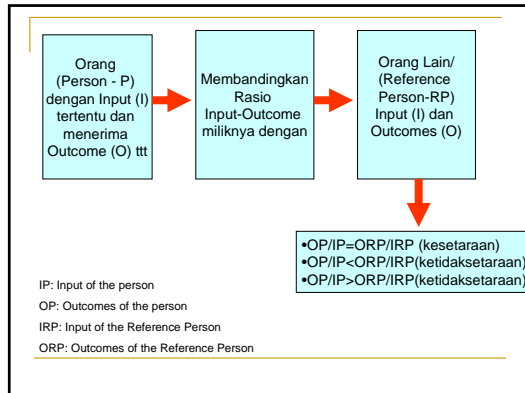 Orang
(Person - P)
dengan Input (I)
tertentu dan
menerima
Outcome (O) ttt
Membandingkan
Rasio
Input-Outcome
miliknya dengan
Orang Lain/
(Reference
Person-RP)
Input (I) dan
Outcomes (O)
•OP/IP=ORP/IRP (kesetaraan)
•OP/IP<ORP/IRP(ketidaksetaraan)
•OP/IP>ORP/IRP(ketidaksetaraan)
IP: Input of the person
OP: Outcomes of the person
IRP: Input of the Reference Person
ORP: Outcomes of the Reference Person